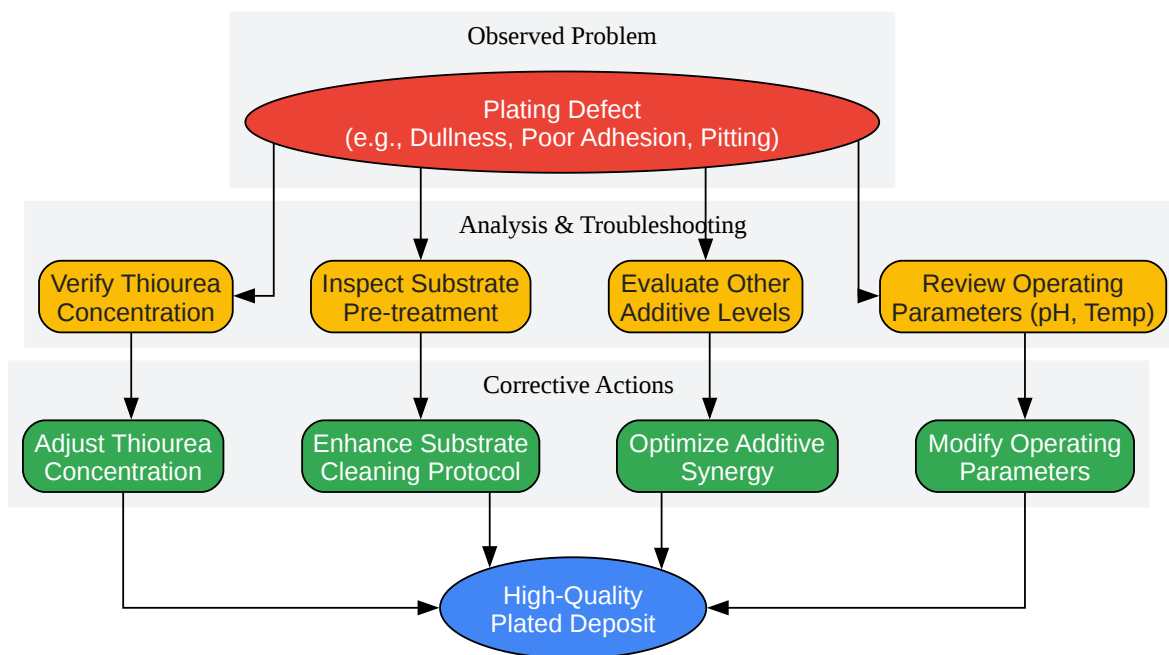 Observed Problem
Plating Defect
(e.g., Dullness, Poor Adhesion, Pitting)
Analysis & Troubleshooting
Verify Thiourea
Concentration
Inspect Substrate
Pre-treatment
Evaluate Other
Additive Levels
Review Operating
Parameters (pH, Temp)
Corrective Actions
Adjust Thiourea
Concentration
Enhance Substrate
Cleaning Protocol
Optimize Additive
Synergy
Modify Operating
Parameters
High-Quality
Plated Deposit